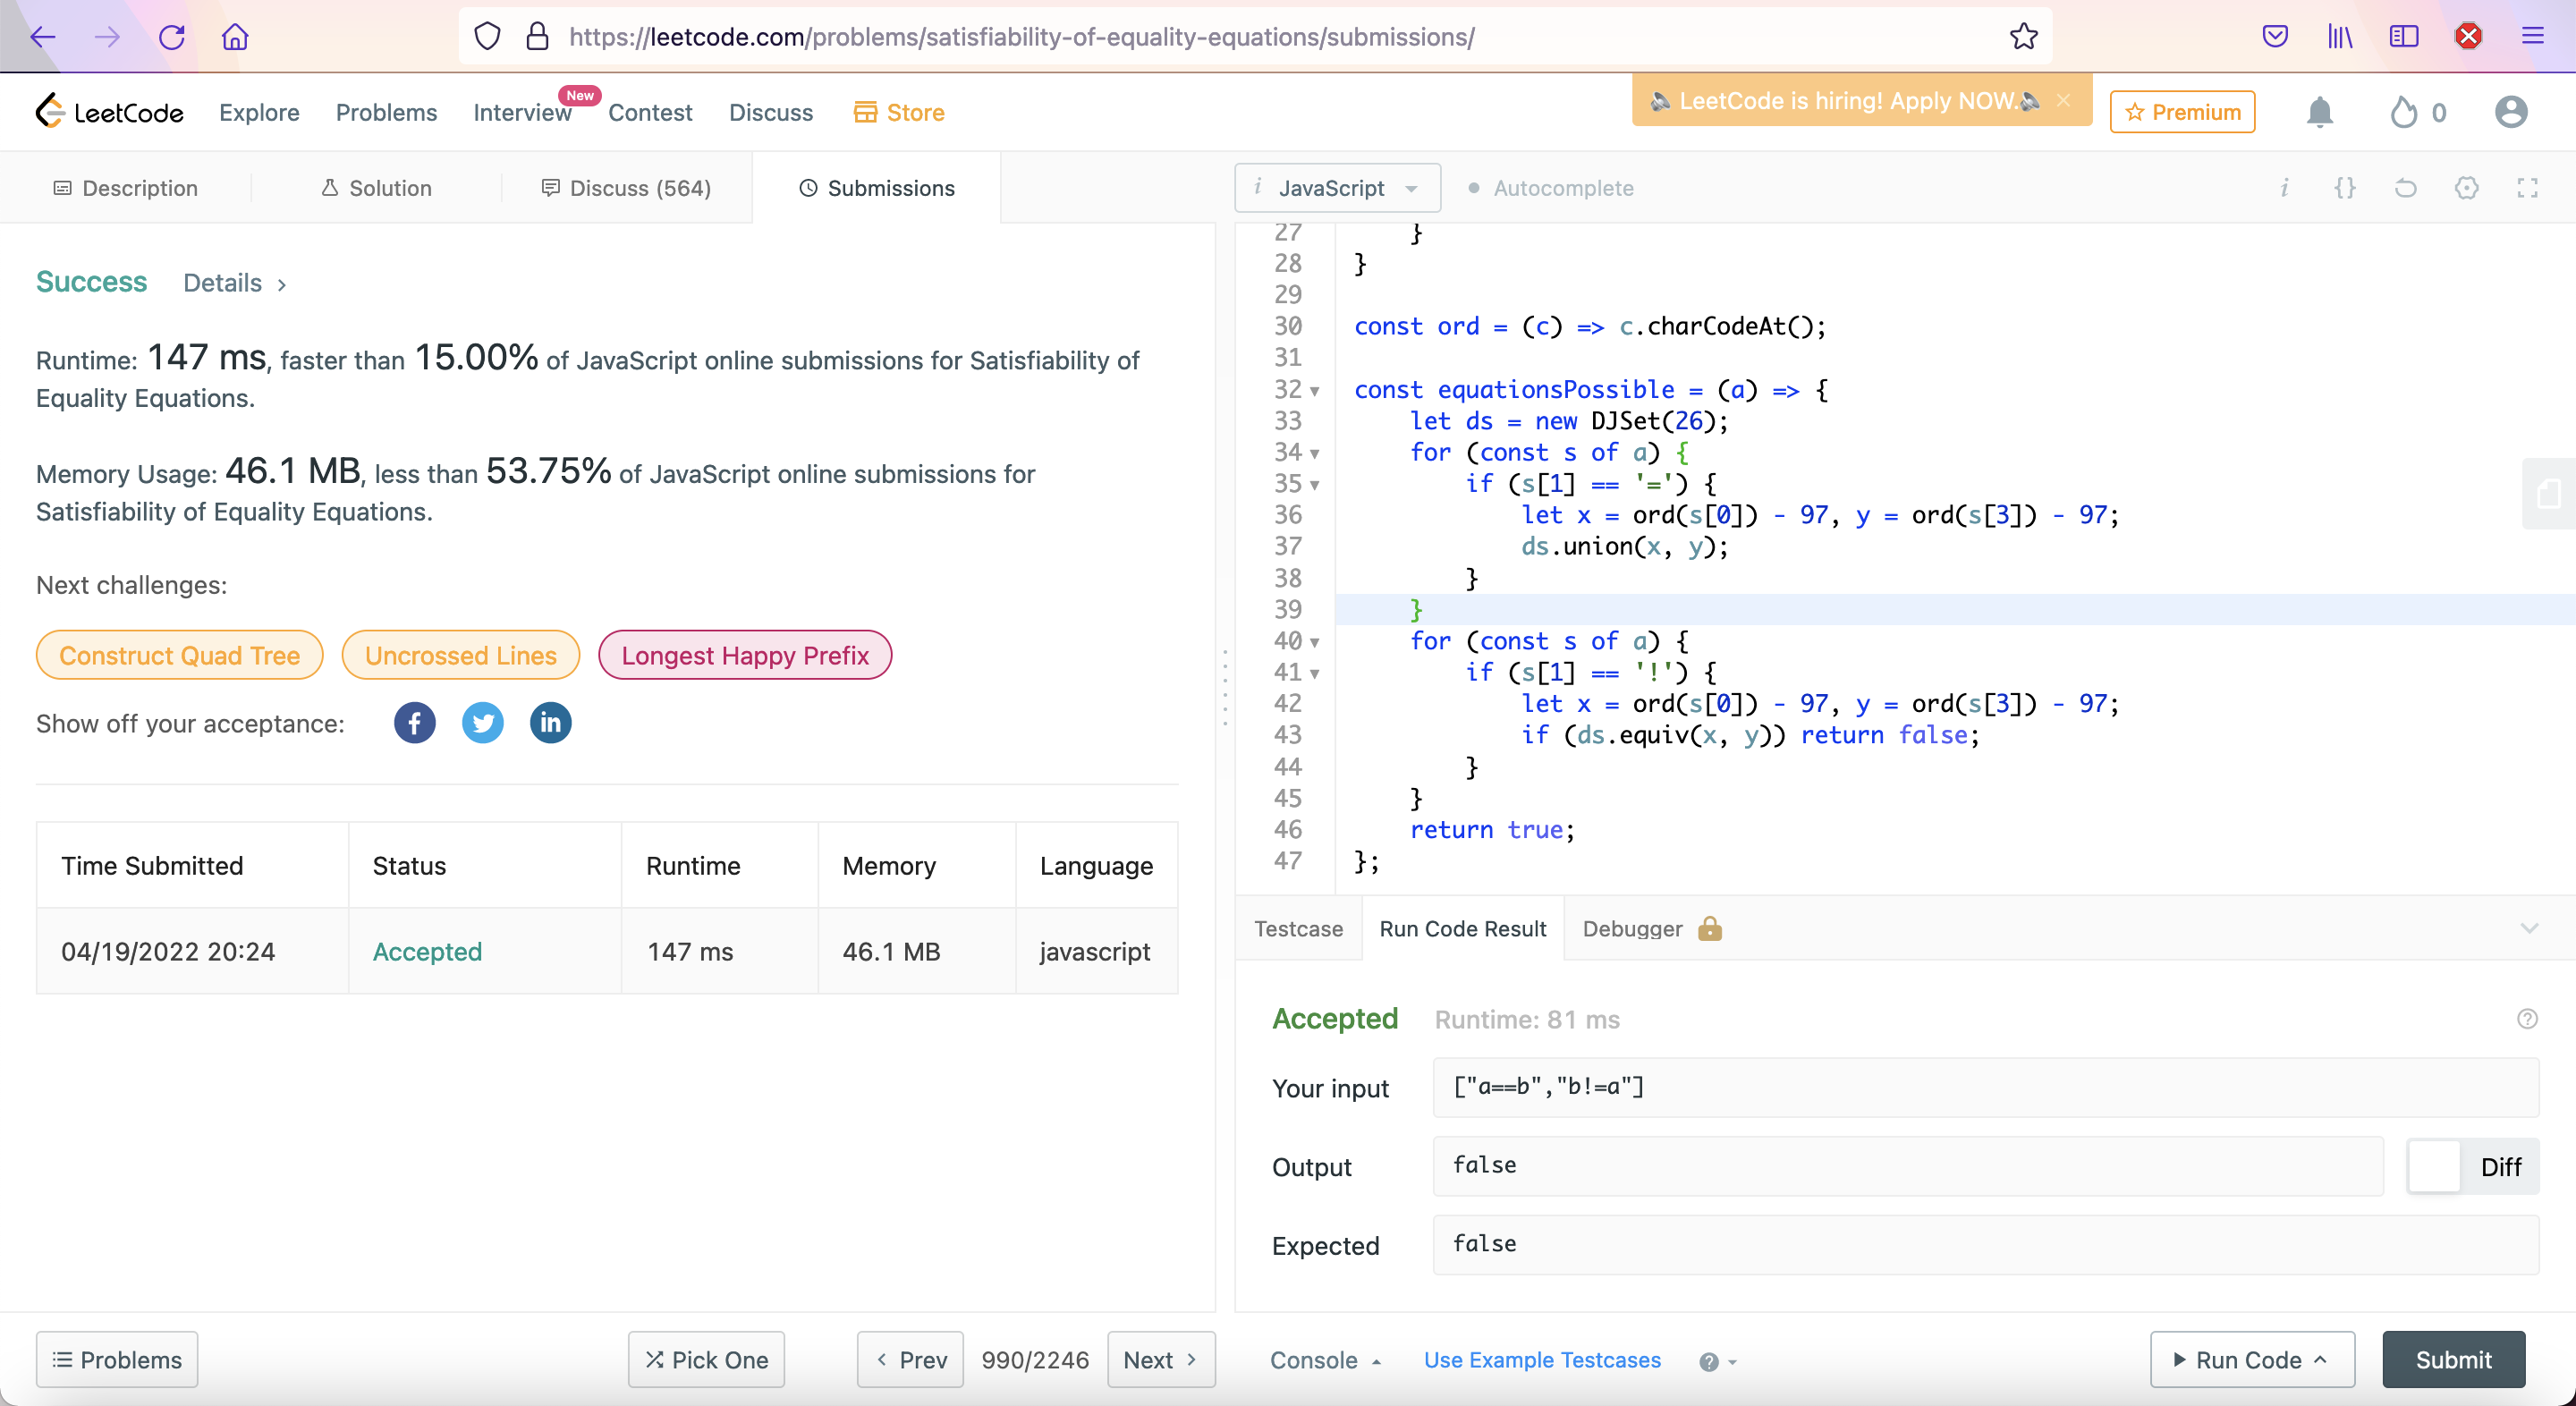 https://leetcode.com/problems/satisfiability-of-equality-equations/submissions/
LeetCode Explore Problems Interview New Contest Discuss Store
LeetCode is hiring! Apply NOW. Premium 0
Description Solution Discuss (564) Submissions
i JavaScript Autocomplete i {}
Success Details >
Runtime: 147 ms, faster than 15.00% of JavaScript online submissions for Satisfiability of
Equality Equations.
Memory Usage: 46.1 MB, less than 53.75% of JavaScript online submissions for
Satisfiability of Equality Equations.
Next challenges:
Construct Quad Tree Uncrossed Lines Longest Happy Prefix
Show off your acceptance: f in
Time Submitted Status Runtime Memory Language
04/19/2022 20:24 Accepted 147 ms 46.1 MB javascript
27 }
28 }
29
30 const ord = (c) => c.charCodeAt();
31
32 const equationsPossible = (a) => {
33 let ds = new DJSet(26);
34 for (const s of a) {
35 if (s[1] == '=') {
36 let x = ord(s[0]) - 97, y = ord(s[3]) - 97;
37 ds.union(x, y);
38 }
39 }
40 for (const s of a) {
41 if (s[1] == '!') {
42 let x = ord(s[0]) - 97, y = ord(s[3]) - 97;
43 if (ds.equiv(x, y)) return false;
44 }
45 }
46 return true;
47 };
Testcase Run Code Result Debugger
Accepted Runtime: 81 ms
Your input ["a==b","b!=a"]
Output false Diff
Expected false
Problems Pick One < Prev 990/2246 Next >
Console Use Example Testcases ? Run Code Submit